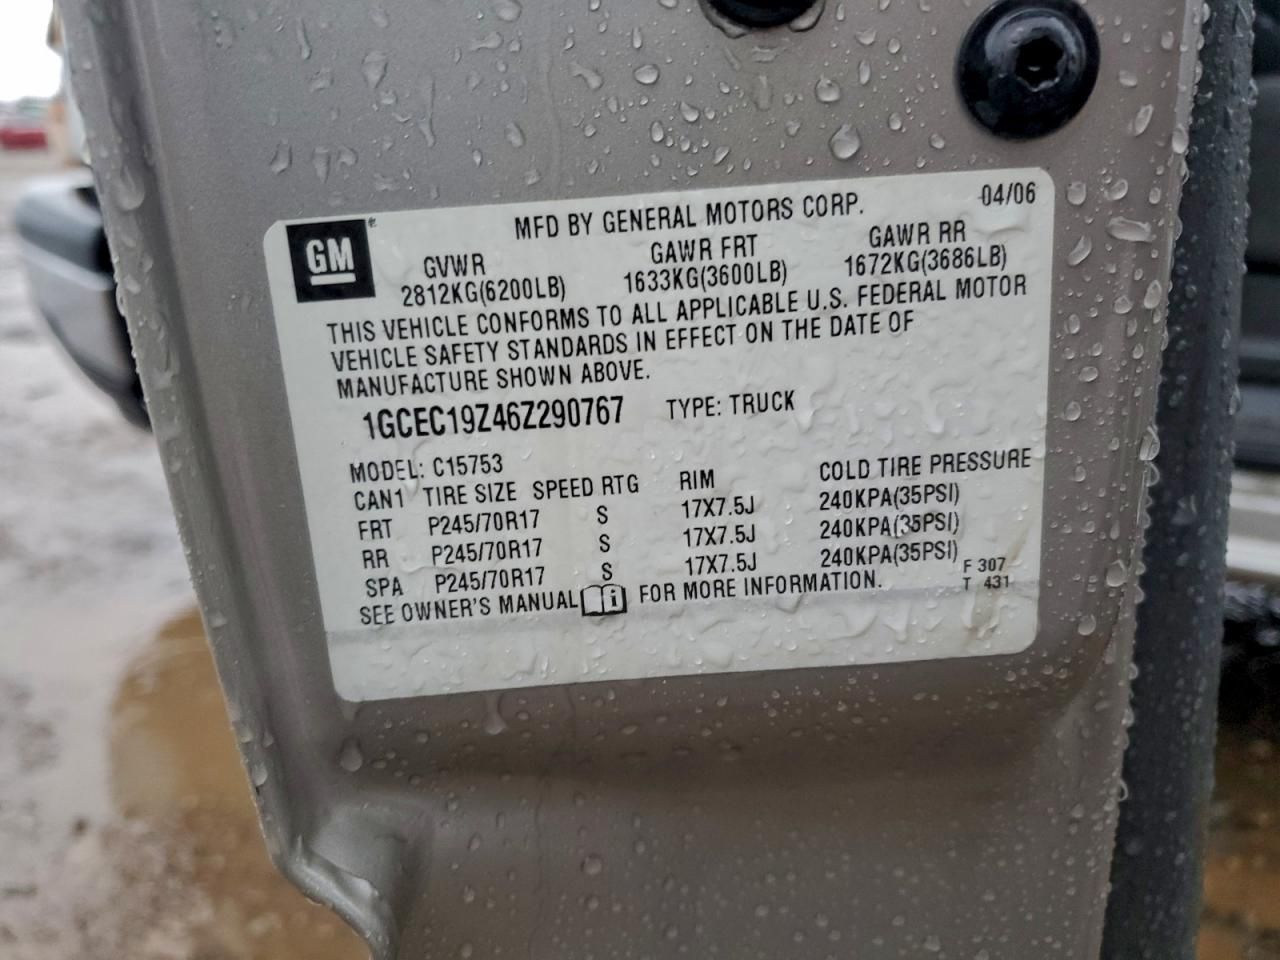 GM
MFD BY GENERAL MOTORS CORP. 04/06
GVWR GAWR FRT GAWR RR
2812KG(6200LB) 1633KG(3600LB) 1672KG(3686LB)
THIS VEHICLE CONFORMS TO ALL APPLICABLE U.S. FEDERAL MOTOR
VEHICLE SAFETY STANDARDS IN EFFECT ON THE DATE OF
MANUFACTURE SHOWN ABOVE.
1GCEC19Z46Z290767 TYPE: TRUCK
MODEL: C15753
CAN1 TIRE SIZE SPEED RTG RIM COLD TIRE PRESSURE
FRT P245/70R17 S 17X7.5J 240KPA(35PSI)
RR P245/70R17 S 17X7.5J 240KPA(35PSI)
SPA P245/70R17 S 17X7.5J 240KPA(35PSI)
SEE OWNER'S MANUAL FOR MORE INFORMATION.
F 307
T 431